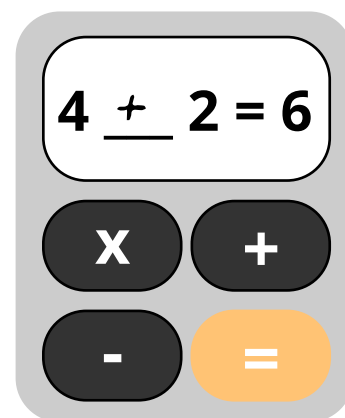 4 + 2 = 6
x +
- =